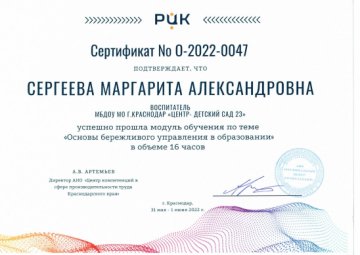 РЦК
Сертификат No О-2022-0047
ПОДТВЕРЖДАЕТ, ЧТО
СЕРГЕЕВА МАРГАРИТА АЛЕКСАНДРОВНА
ВОСПИТАТЕЛЬ
МБДОУ МО Г.КРАСНОДАР «ЦЕНТР- ДЕТСКИЙ САД 23»
успешно прошла модуль обучения по теме
«Основы бережливого управления в образовании»
в объеме 16 часов
А.В. АРТЕМЬЕВ
Директор АНО «Центр компетенций в
сфере производительности труда
Краснодарского края»
г. Краснодар,
31 мая - 1 июня 2022 г.